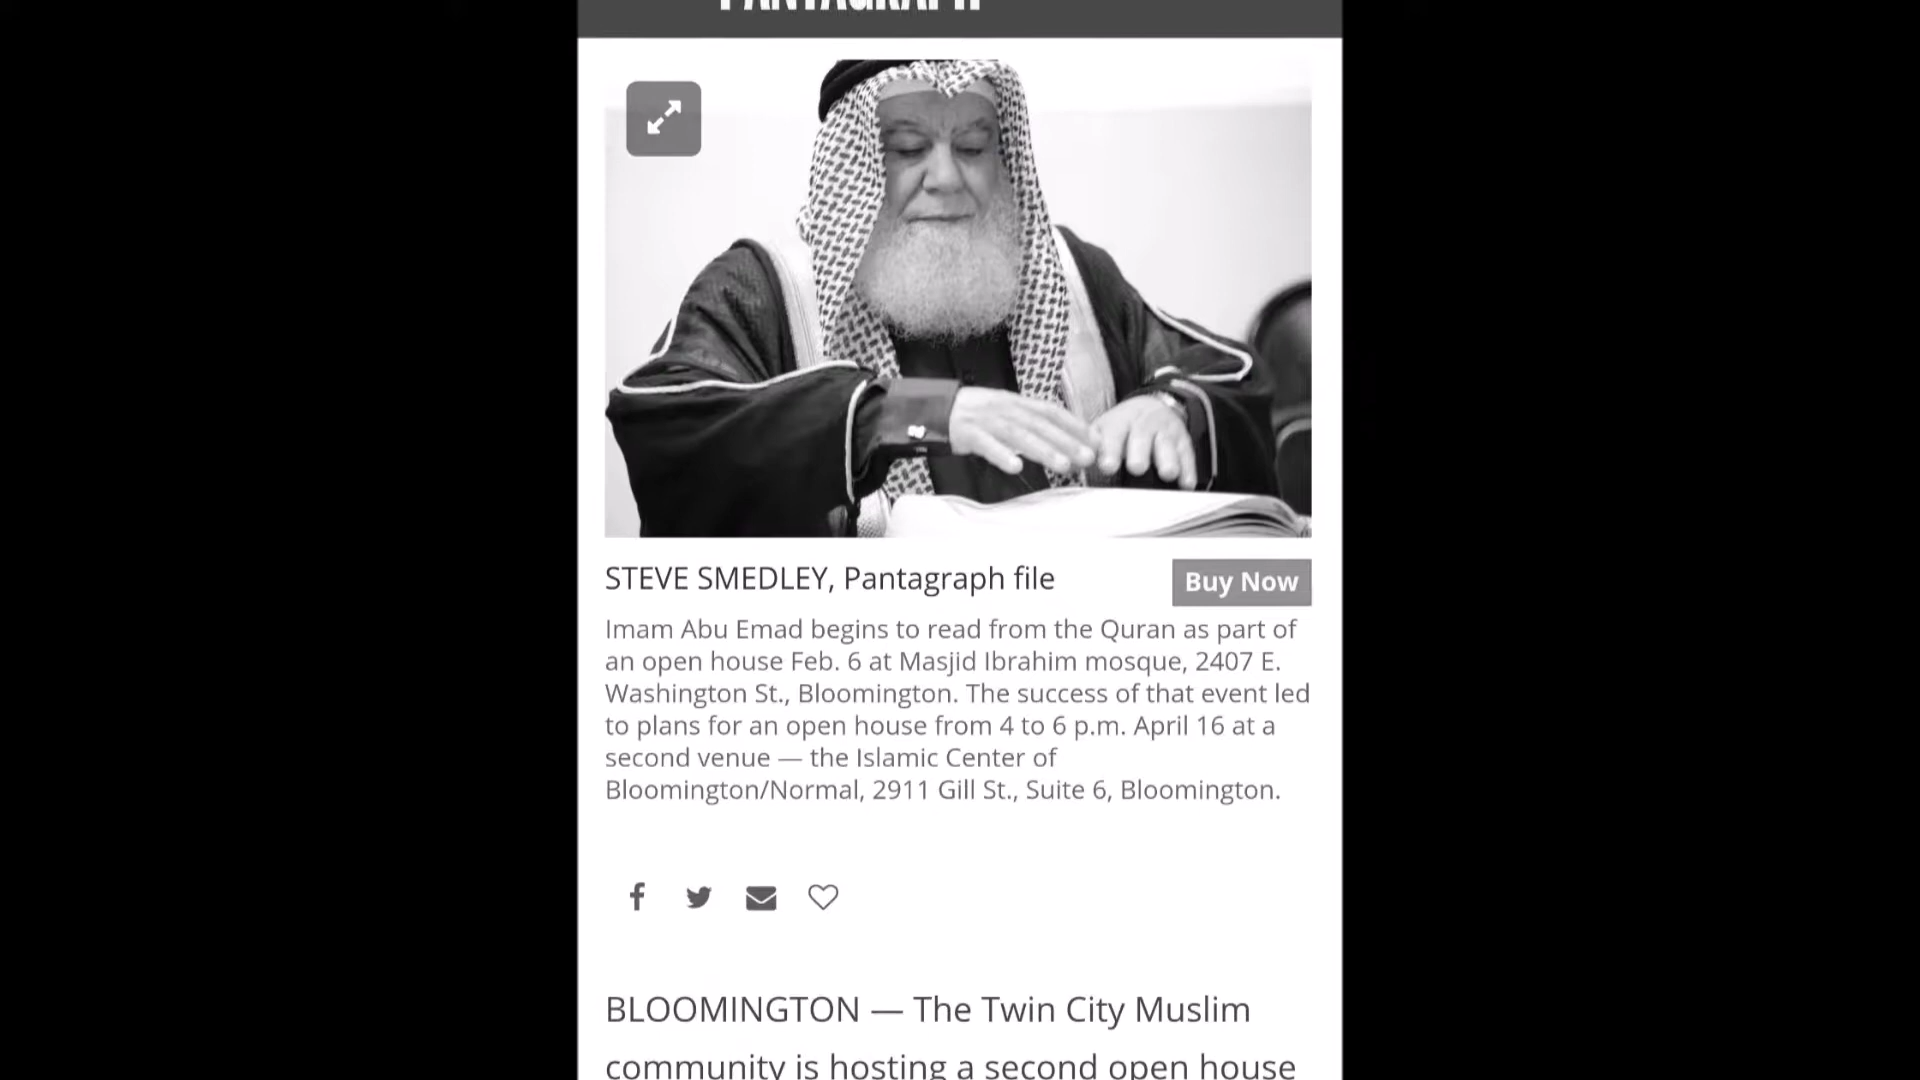 PANTAGRAPH
STEVE SMEDLEY, Pantagraph file
Buy Now
Imam Abu Emad begins to read from the Quran as part of
an open house Feb. 6 at Masjid Ibrahim mosque, 2407 E.
Washington St., Bloomington. The success of that event led
to plans for an open house from 4 to 6 p.m. April 16 at a
second venue — the Islamic Center of
Bloomington/Normal, 2911 Gill St., Suite 6, Bloomington.
BLOOMINGTON — The Twin City Muslim
community is hosting a second open house